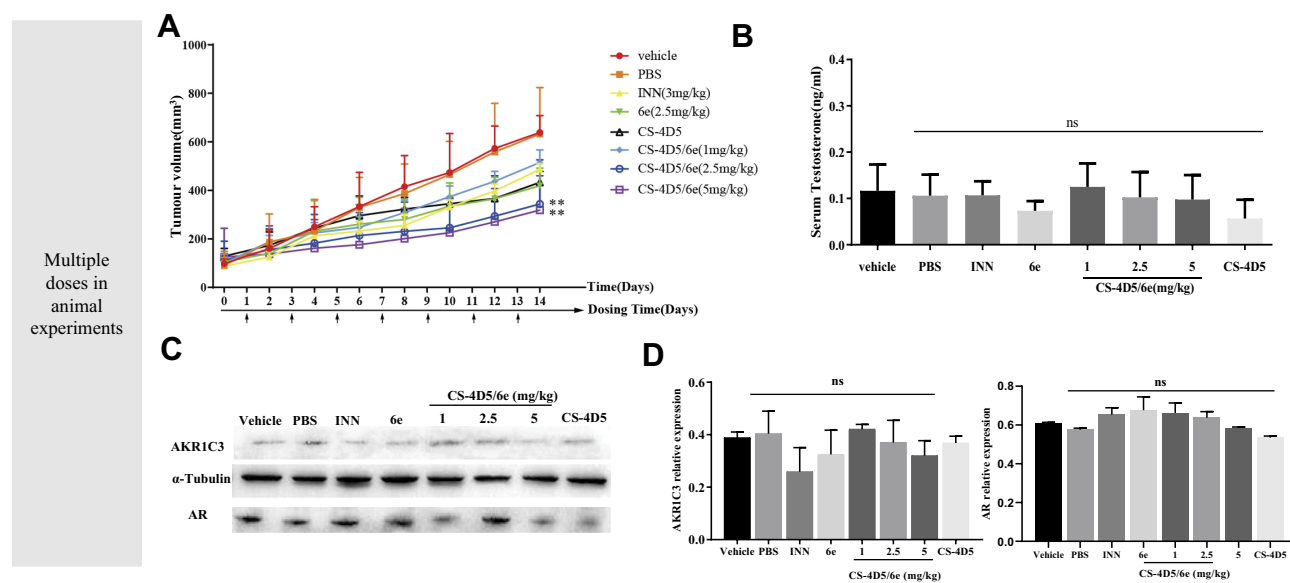 Multiple
doses in
animal
experiments
A
1000
800
600
400
200
0
Tumour volume(mm³)
vehicle
PBS
INN(3mg/kg)
6e(2.5mg/kg)
CS-4D5
CS-4D5/6e(1mg/kg)
CS-4D5/6e(2.5mg/kg)
CS-4D5/6e(5mg/kg)
**
**
Time(Days)
0 1 2 3 4 5 6 7 8 9 10 11 12 13 14
Dosing Time(Days)
B
0.4
0.3
0.2
0.1
0.0
Serum Testosterone(ng/ml)
ns
vehicle PBS INN 6e 1 2.5 5 CS-4D5
CS-4D5/6e(mg/kg)
C
CS-4D5/6e (mg/kg)
Vehicle PBS INN 6e 1 2.5 5 CS-4D5
AKR1C3
α-Tubulin
AR
D
0.6
0.4
0.2
0.0
AKR1C3 relative expression
ns
Vehicle PBS INN 6e 1 2.5 5 CS-4D5
CS-4D5/6e (mg/kg)
0.8
0.6
0.4
0.2
0.0
AR relative expression
ns
Vehicle PBS INN 6e 1 2.5 5 CS-4D5
CS-4D5/6e (mg/kg)